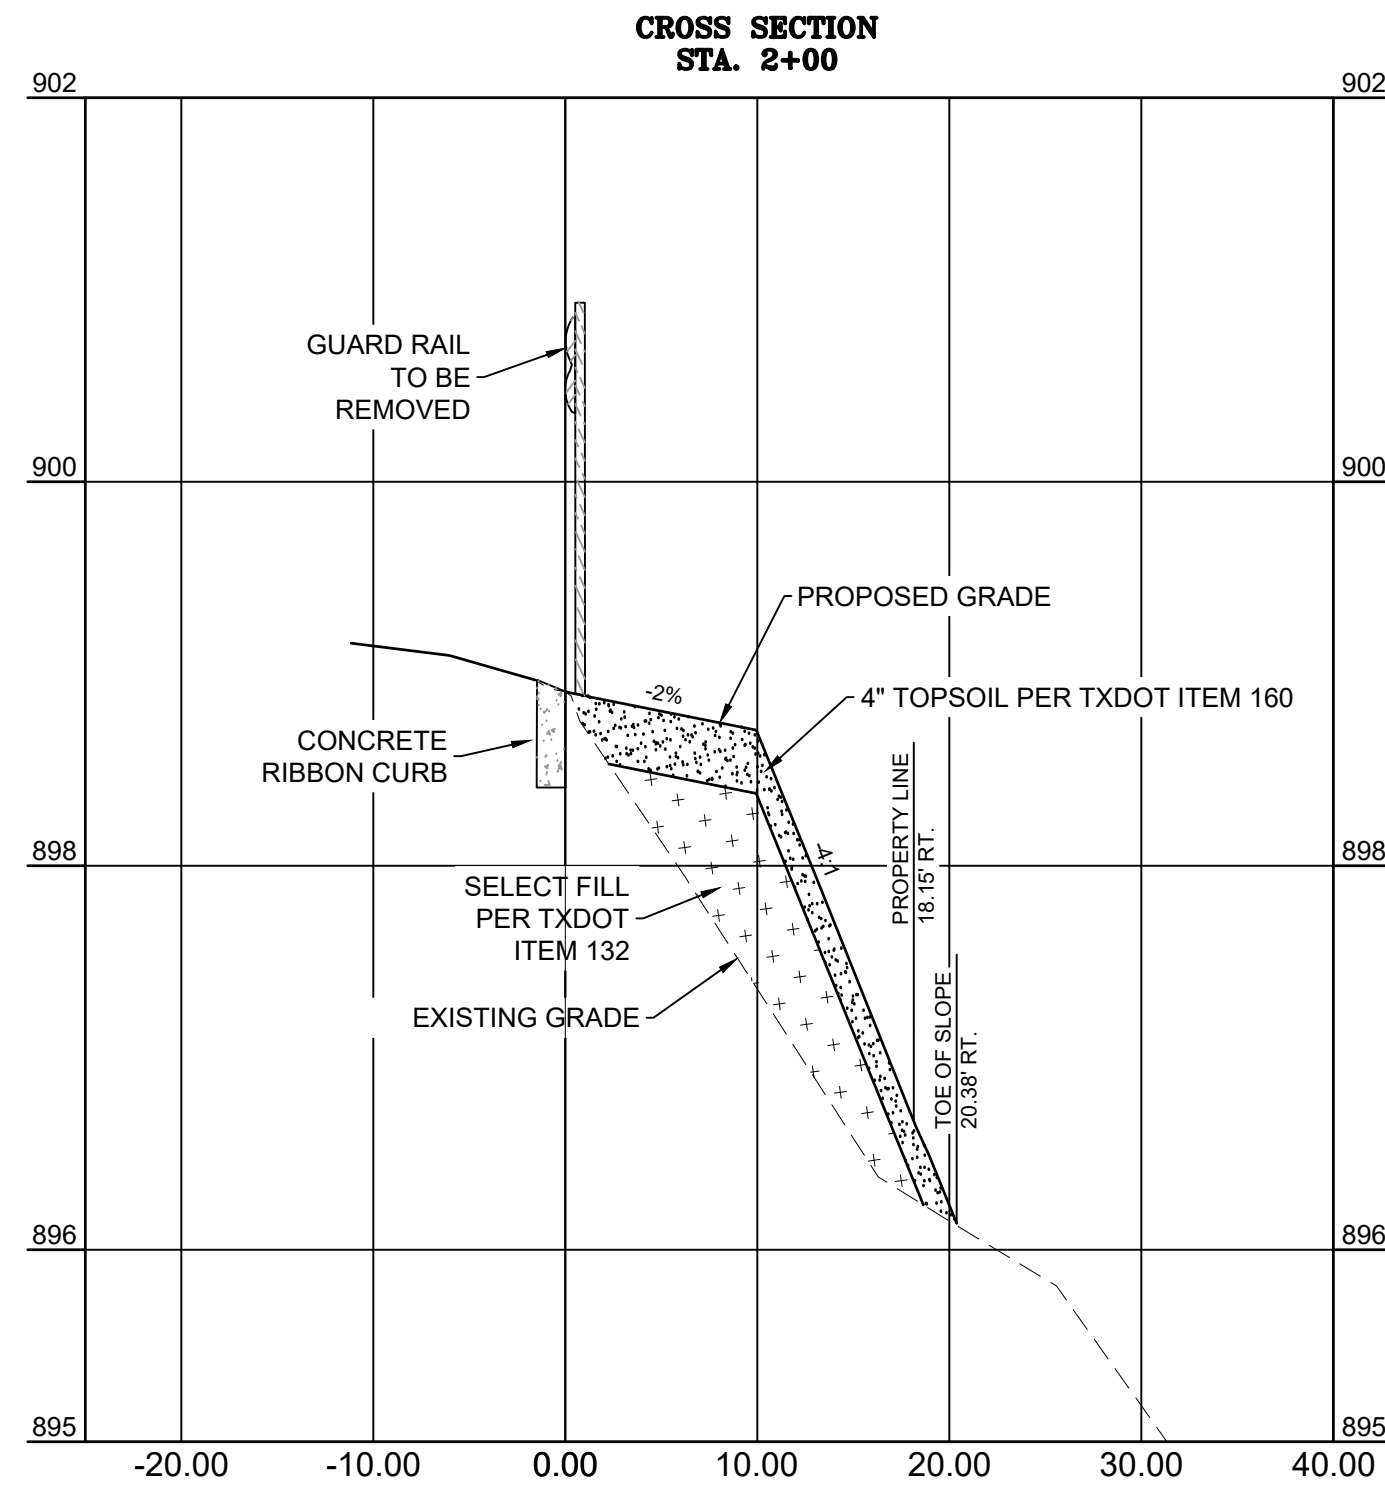 CROSS SECTION
STA. 2+00
902
902
GUARD RAIL
TO BE
REMOVED
900
900
PROPOSED GRADE
-2%
4" TOPSOIL PER TXDOT ITEM 160
CONCRETE
RIBBON CURB
PROPERTY LINE
18.15' RT.
-4:1
898
898
SELECT FILL
PER TXDOT
ITEM 132
EXISTING GRADE
TOE OF SLOPE
20.38' RT.
896
896
895
895
-20.00
-10.00
0.00
10.00
20.00
30.00
40.00